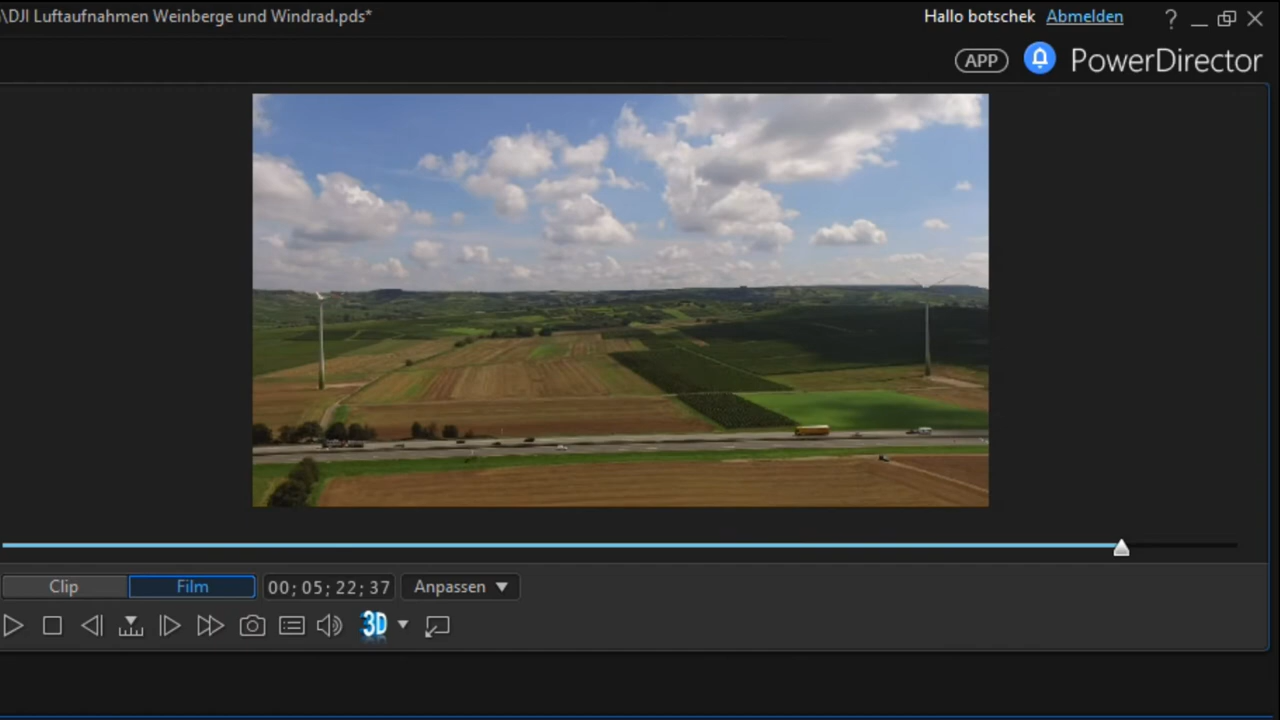 \DJI Luftaufnahmen Weinberge und Windrad.pds*
Hallo botschek Abmelden ?
APP PowerDirector
Clip Film 00;05;22;37 Anpassen
3D